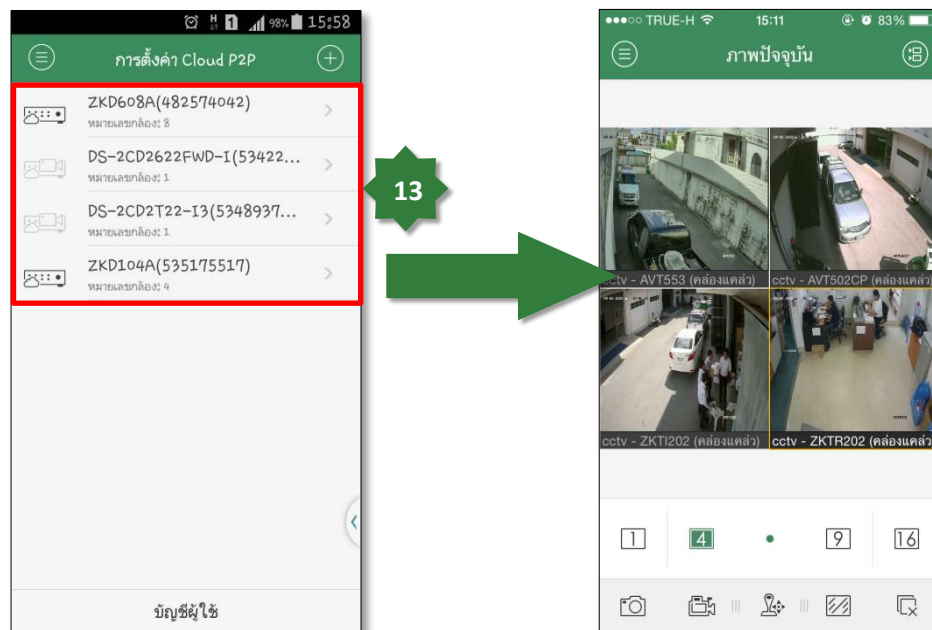 98% 15:58
การตั้งค่า Cloud P2P
ZKD608A(482574042)
หมายเลขกล้อง: 8
DS-2CD2622FWD-I(53422...
หมายเลขกล้อง: 1
DS-2CD2T22-I3(5348937...
หมายเลขกล้อง: 1
ZKD104A(535175517)
หมายเลขกล้อง: 4
บัญชีผู้ใช้
13
TRUE-H 15:11 83%
ภาพปัจจุบัน
cctv - AVT553 (คล่องแคล่ว)
cctv - AVT502CP (คล่องแคล่ว)
cctv - ZKTI202 (คล่องแคล่ว)
cctv - ZKTR202 (คล่องแคล่ว
1 4 9 16